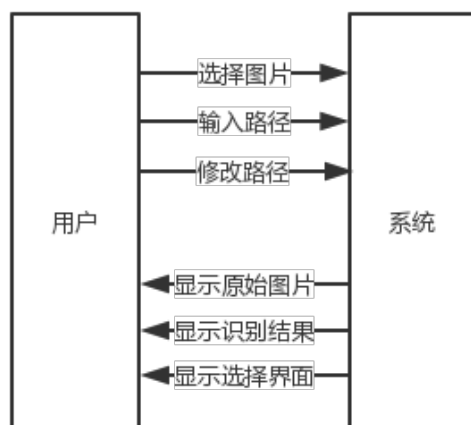 选择图片
输入路径
修改路径
用户
系统
显示原始图片
显示识别结果
显示选择界面